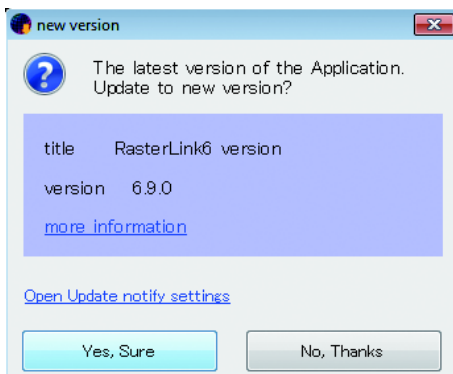 new version
The latest version of the Application.
Update to new version?
title RasterLink6 version
version 6.9.0
more information
Open Update notify settings
Yes, Sure No, Thanks